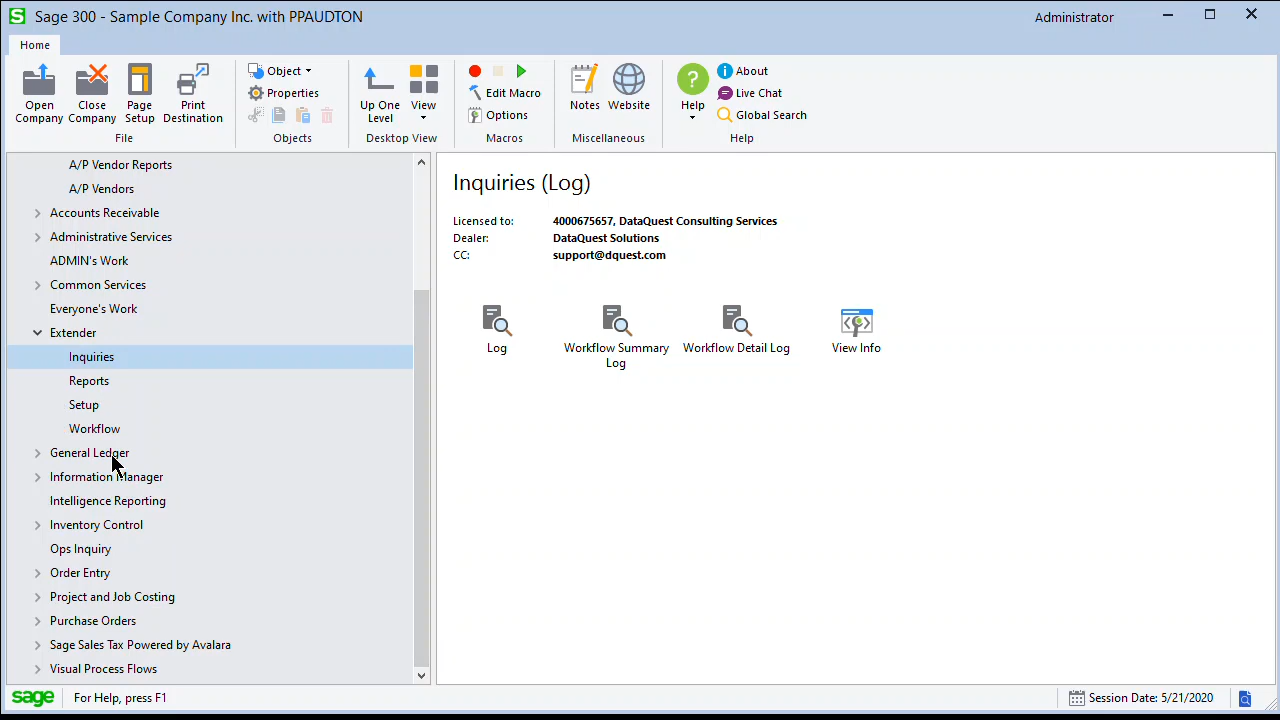 S Sage 300 - Sample Company Inc. with PPAUDTON
Administrator
Home
Open Company
Close Company
Page Setup
Print Destination
File
Object
Properties
Objects
Up One Level
View
Desktop View
Edit Macro
Options
Macros
Notes
Website
Miscellaneous
? Help
About
Live Chat
Global Search
Help
A/P Vendor Reports
A/P Vendors
Accounts Receivable
Administrative Services
ADMIN's Work
Common Services
Everyone's Work
Extender
Inquiries
Reports
Setup
Workflow
General Ledger
Information Manager
Intelligence Reporting
Inventory Control
Ops Inquiry
Order Entry
Project and Job Costing
Purchase Orders
Sage Sales Tax Powered by Avalara
Visual Process Flows
Inquiries (Log)
Licensed to: 4000675657, DataQuest Consulting Services
Dealer: DataQuest Solutions
CC: support@dquest.com
Log
Workflow Summary
Log
Workflow Detail Log
View Info
sage For Help, press F1
Session Date: 5/21/2020